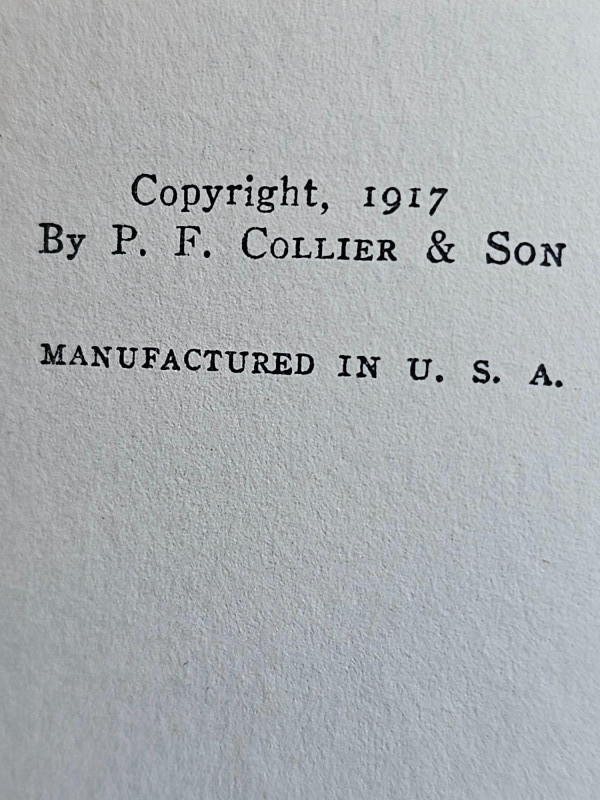 Copyright, 1917
By P. F. COLLIER & SON
MANUFACTURED IN U. S. A.